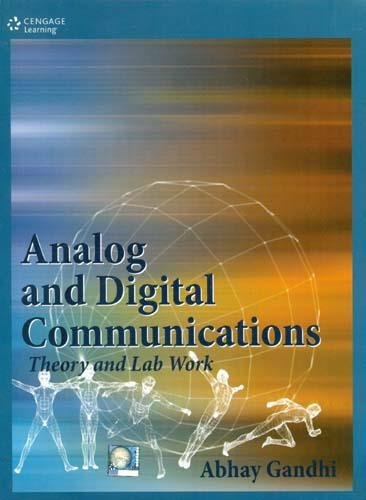 CENGAGE
Learning
Analog
and Digital
Communications
Theory and Lab Work
Abhay Gandhi